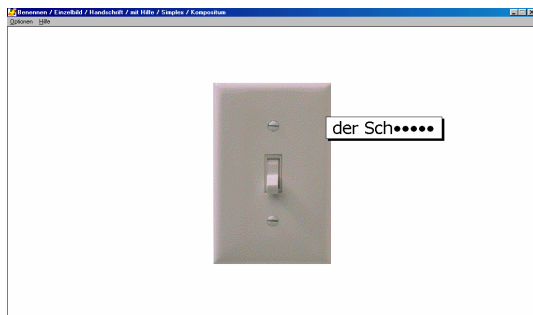 Benennen / Einzelbild / Handschrift / mit Hilfe / Simplex / Kompositum
Optionen Hilfe
der Sch●●●●●